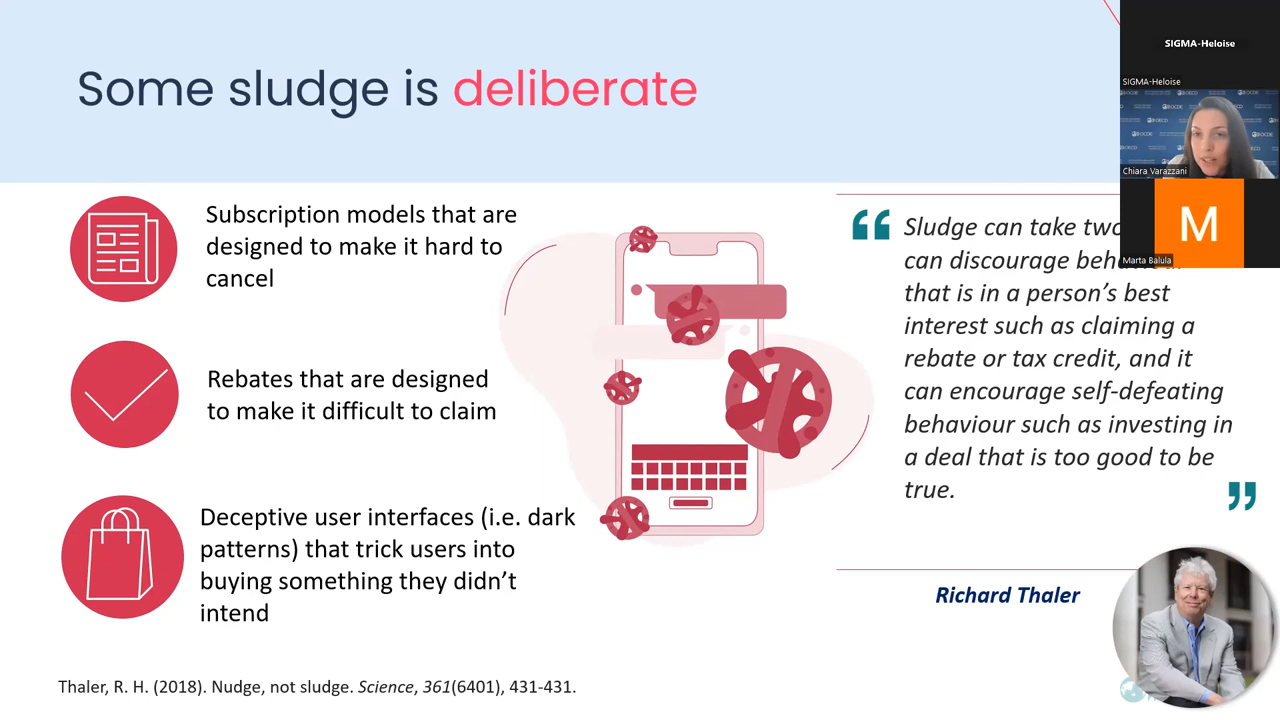 Some sludge is deliberate
Subscription models that are
designed to make it hard to
cancel
Rebates that are designed
to make it difficult to claim
Deceptive user interfaces (i.e. dark
patterns) that trick users into
buying something they didn’t
intend
“
Sludge can take two
can discourage
that is in a person’s best
interest such as claiming a
rebate or tax credit, and it
can encourage self-defeating
behaviour such as investing in
a deal that is too good to be
true.
”
Richard Thaler
Thaler, R. H. (2018). Nudge, not sludge. Science, 361(6401), 431-431.
SIGMA-Heloise
SIGMA-Heloise
Chiara Varazzani
M
Marta Balula